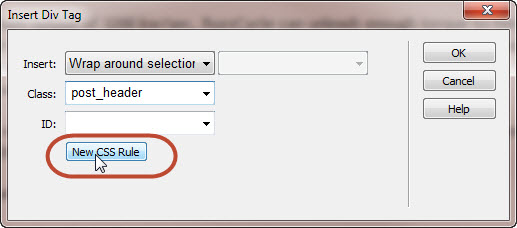 Insert Div Tag
Insert: Wrap around selection
OK
Class: post_header
Cancel
ID:
Help
New CSS Rule